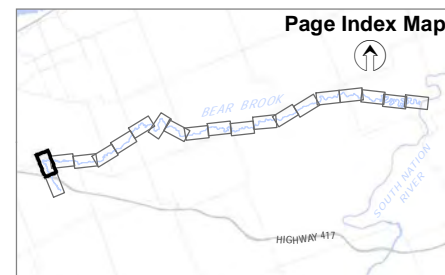 Page Index Map
BEAR BROOK
SOUTH NATION
RIVER
HIGHWAY 417